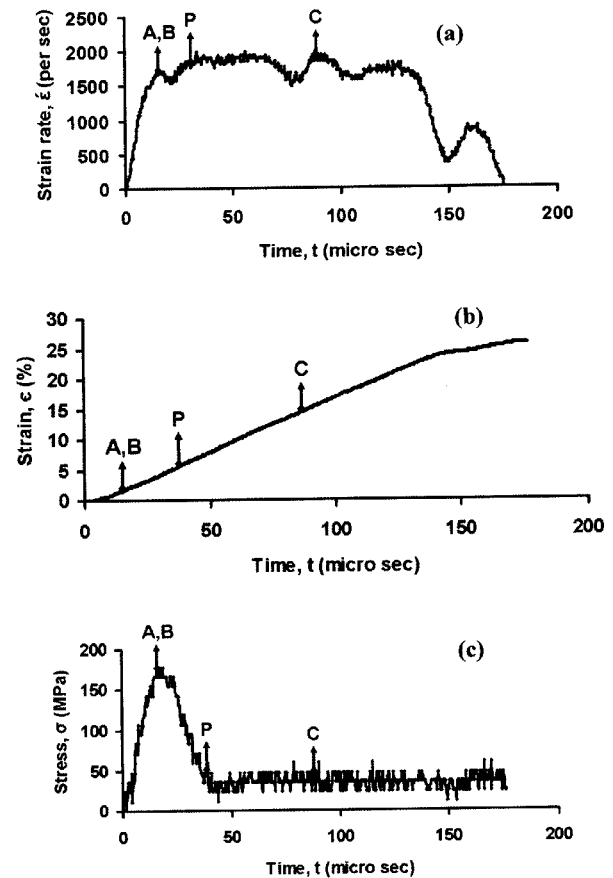 (a)
A,B
P
C
2500
2000
1500
1000
500
0
Strain rate, έ (per sec)
0
50
100
150
200
Time, t (micro sec)
(b)
30
25
20
15
10
5
0
Strain, ϵ (%)
A,B
P
C
0
50
100
150
200
Time, t (micro sec)
(c)
A,B
P
C
200
150
100
50
0
Stress, σ (MPa)
0
50
100
150
200
Time, t (micro sec)